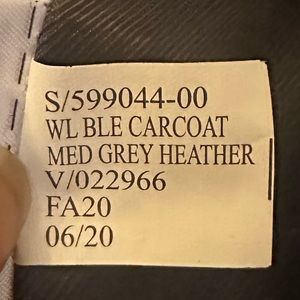 S/599044-00
WL BLE CARCOAT
MED GREY HEATHER
V/022966
FA20
06/20